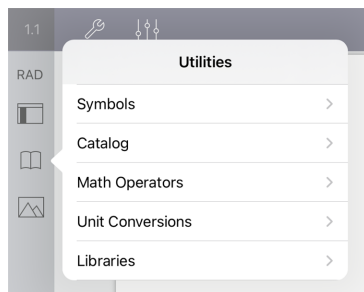 1.1
RAD
Utilities
Symbols
Catalog
Math Operators
Unit Conversions
Libraries